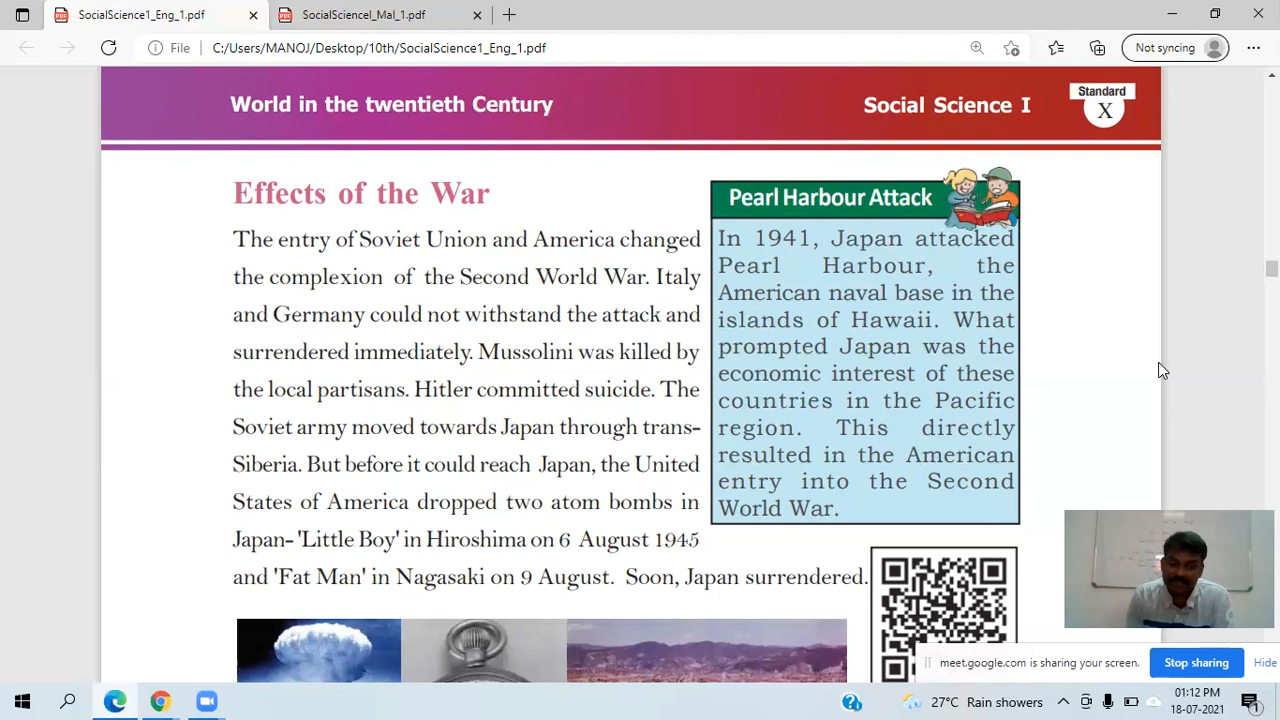 SocialScience1_Eng_1.pdf
SocialScienceI_Mal_1.pdf
File
C:/Users/MANOJ/Desktop/10th/SocialScience1_Eng_1.pdf
Not syncing
World in the twentieth Century
Social Science I
Standard
X
Effects of the War
The entry of Soviet Union and America changed
the complexion of the Second World War. Italy
and Germany could not withstand the attack and
surrendered immediately. Mussolini was killed by
the local partisans. Hitler committed suicide. The
Soviet army moved towards Japan through trans-
Siberia. But before it could reach Japan, the United
States of America dropped two atom bombs in
Japan- 'Little Boy' in Hiroshima on 6 August 1945
and 'Fat Man' in Nagasaki on 9 August. Soon, Japan surrendered.
Pearl Harbour Attack
In 1941, Japan attacked
Pearl Harbour, the
American naval base in the
islands of Hawaii. What
prompted Japan was the
economic interest of these
countries in the Pacific
region. This directly
resulted in the American
entry into the Second
World War.
meet.google.com is sharing your screen.
Stop sharing
Hide
27°C Rain showers
01:12 PM
18-07-2021
1